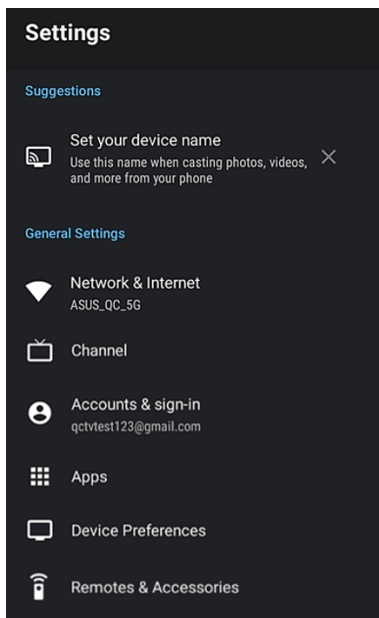 Settings
Suggestions
Set your device name
Use this name when casting photos, videos,
and more from your phone
General Settings
Network & Internet
ASUS_QC_5G
Channel
Accounts & sign-in
qctvtest123@gmail.com
Apps
Device Preferences
Remotes & Accessories